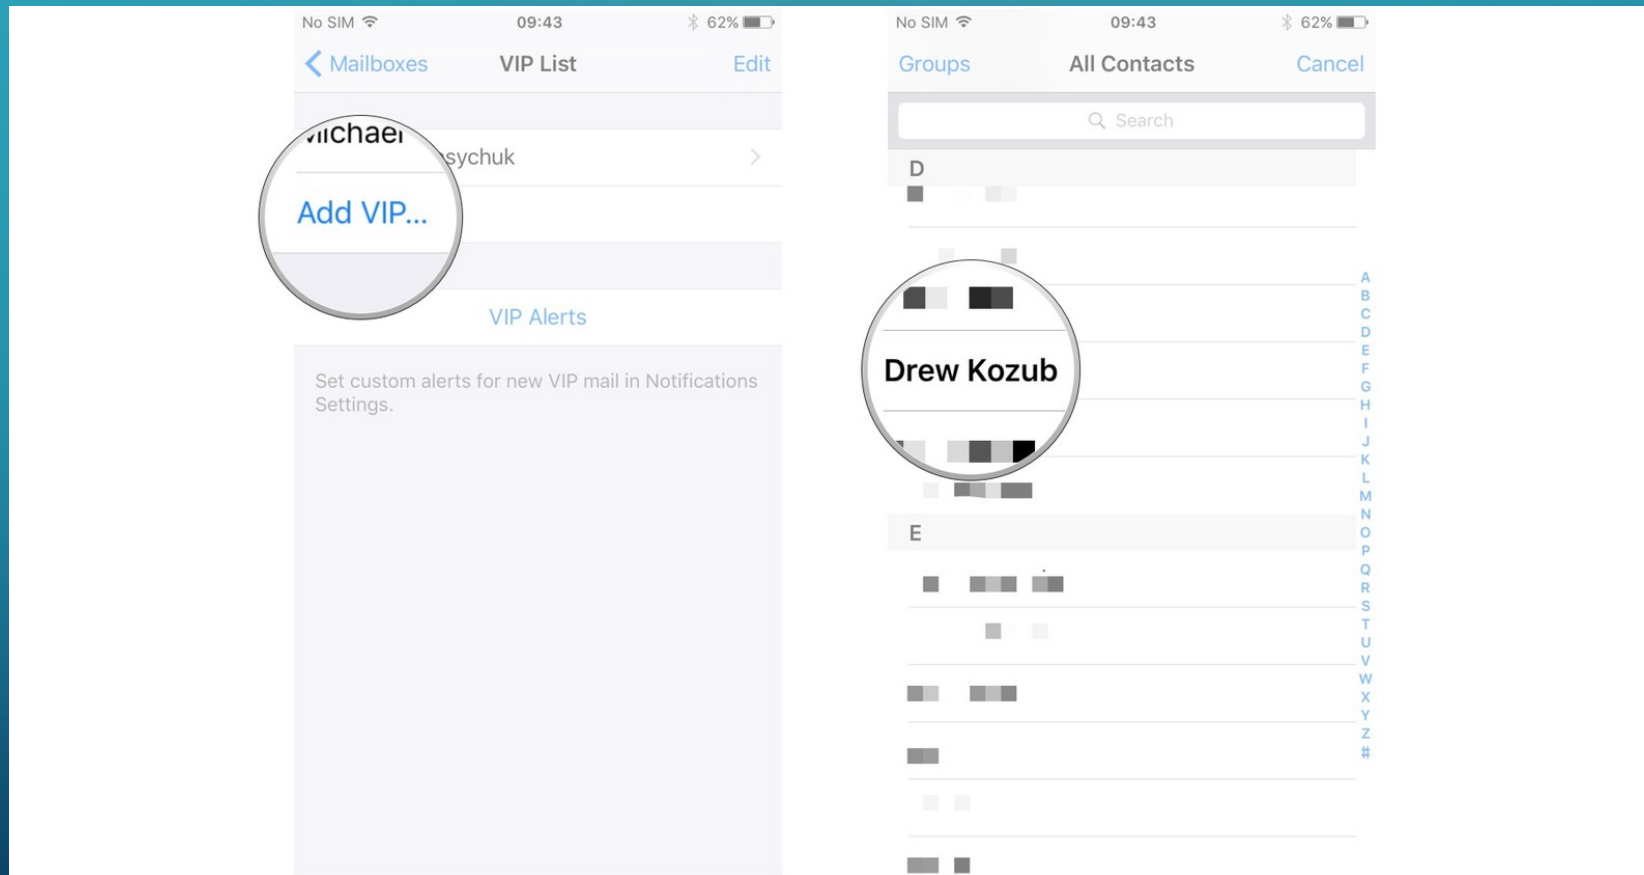 No SIM 09:43 62%
Mailboxes VIP List Edit
Michael
sychuk
Add VIP...
VIP Alerts
Set custom alerts for new VIP mail in Notifications
Settings.
No SIM 09:43 62%
Groups All Contacts Cancel
Search
D
Drew Kozub
E
A
B
C
D
E
F
G
H
I
J
K
L
M
N
O
P
Q
R
S
T
U
V
W
X
Y
Z
#